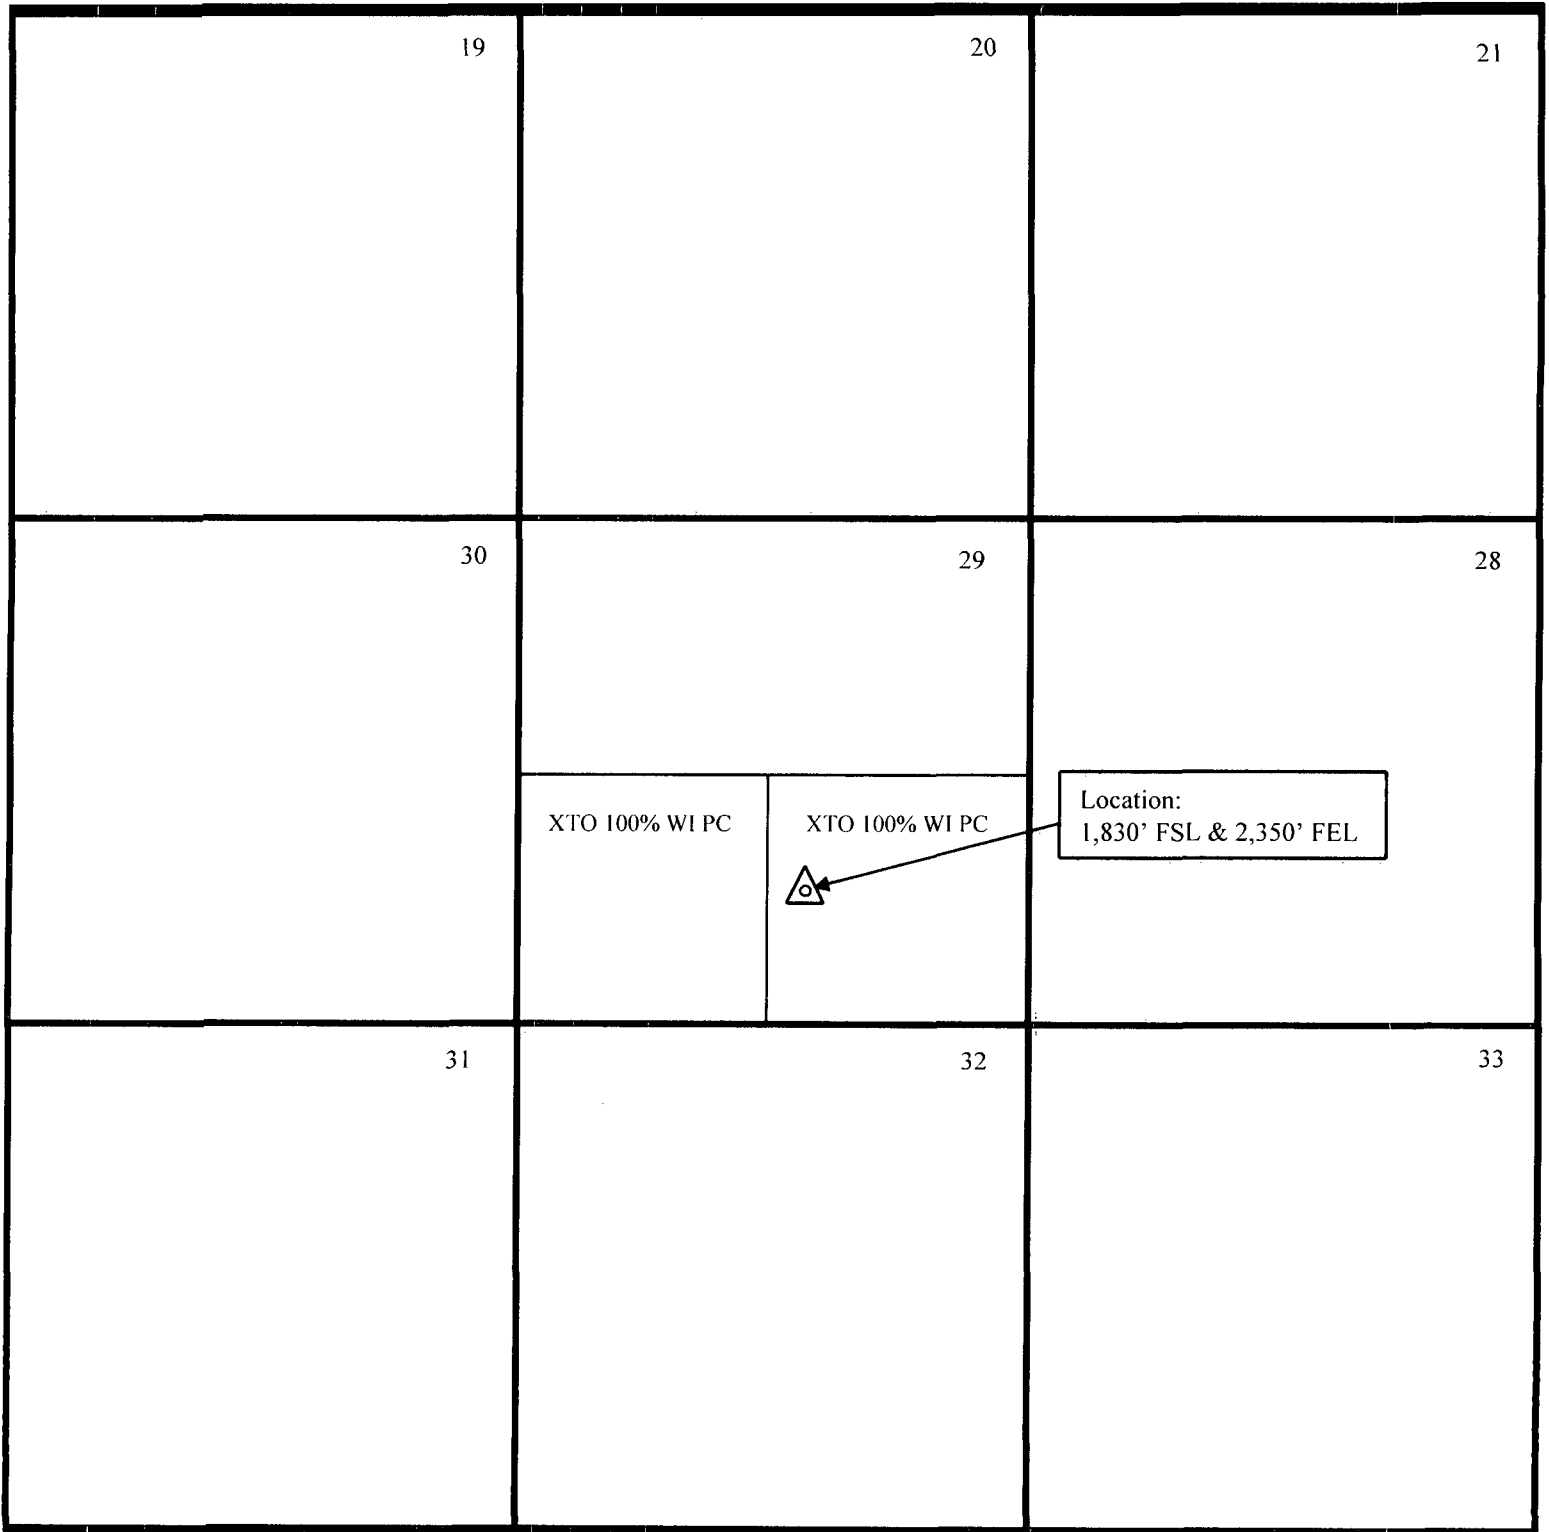 19
20
21
30
29
28
XTO 100% WI PC
XTO 100% WI PC
Location:
1,830’ FSL & 2,350’ FEL
31
32
33